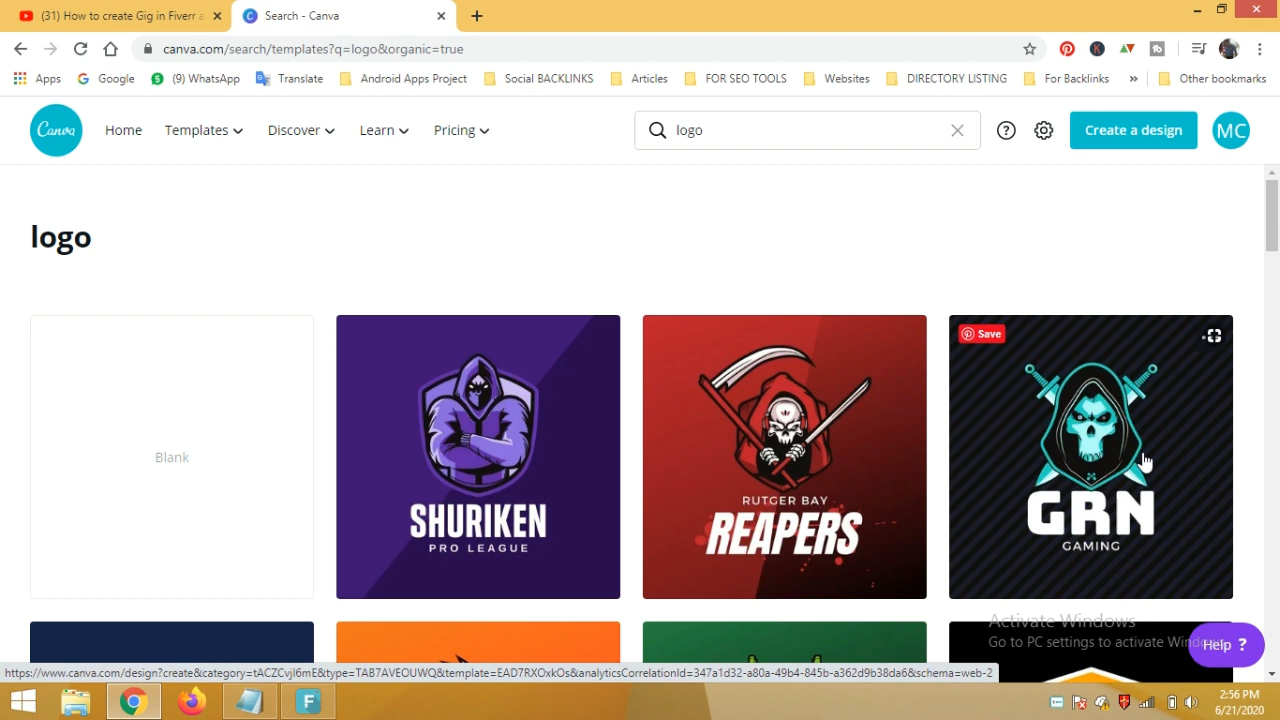 (31) How to create Gig in Fiverr a
Search - Canva
canva.com/search/templates?q=logo&organic=true
Apps
Google
(9) WhatsApp
Translate
Android Apps Project
Social BACKLINKS
Articles
FOR SEO TOOLS
Websites
DIRECTORY LISTING
For Backlinks
»
Other bookmarks
Canva
Home
Templates
Discover
Learn
Pricing
logo
Create a design
MC
logo
Blank
SHURIKEN
PRO LEAGUE
RUTGER BAY
REAPERS
Save
GRN
GAMING
Activate Windows
Go to PC settings to activate Windows.
Help ?
https://www.canva.com/design?create&category=tACZCvjI6mE&type=TAB7AVEOUWQ&template=EAD7RXOxkOs&analyticsCorrelationId=347a1d32-a80a-49b4-845b-a362d9b38da6&schema=web-2
2:56 PM
6/21/2020